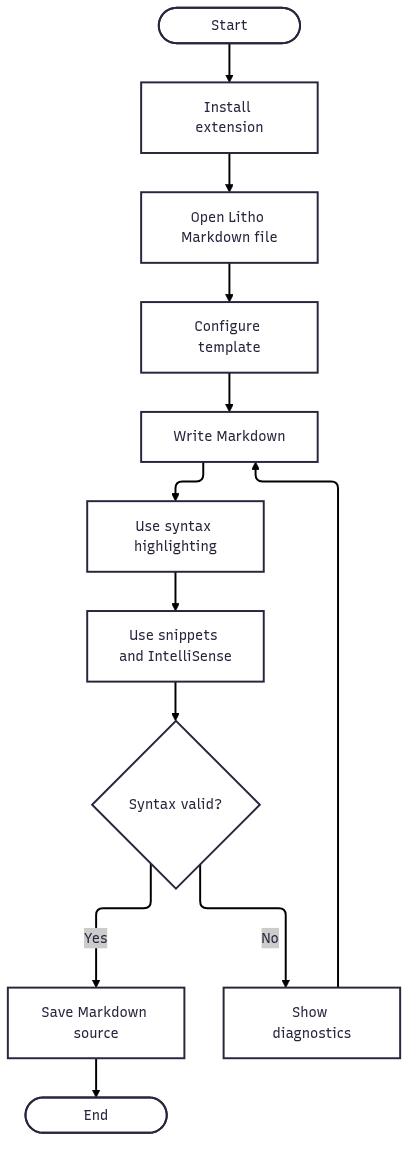 Start
Install
extension
Open Litho
Markdown file
Configure
template
Write Markdown
Use syntax
highlighting
Use snippets
and IntelliSense
Syntax valid?
Yes
No
Save Markdown
source
Show
diagnostics
End